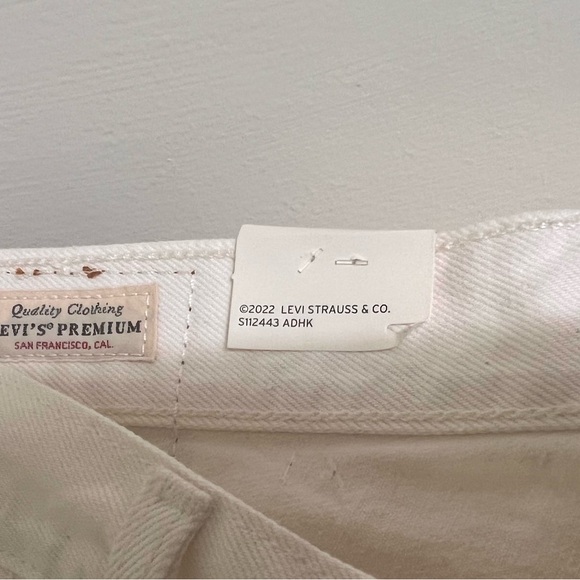 Quality Clothing
EVI'S® PREMIUM
SAN FRANCISCO, CAL.
©2022 LEVI STRAUSS & CO.
S112443 ADHK